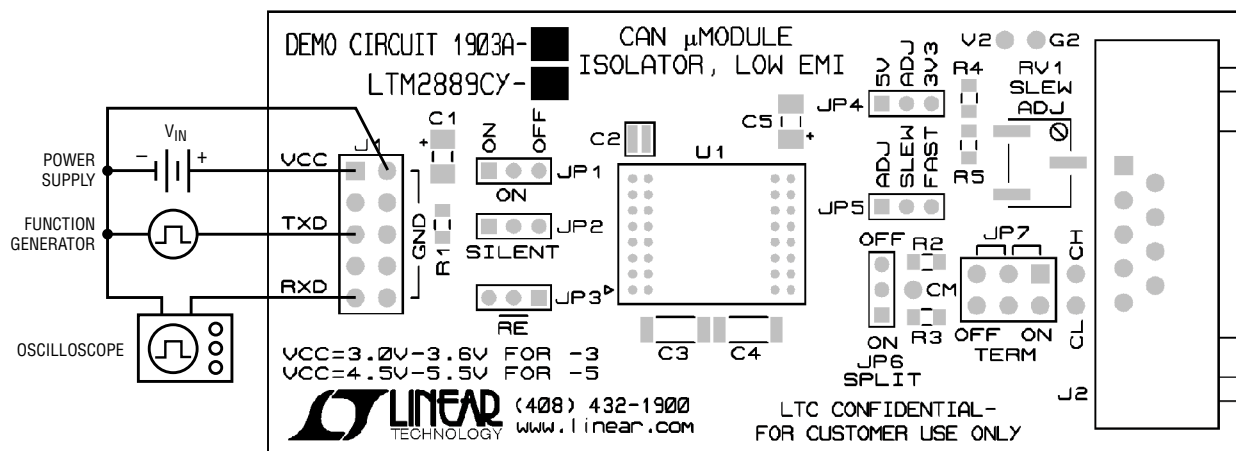 DEMO CIRCUIT 1903A-
LTM2889CY-
CAN μMODULE
ISOLATOR, LOW EMI
V2
G2
RV1
SLEW
ADJ
5V
ADJ
3V3
JP4
R4
R5
C5
+
C2
U1
C1
+
J1
ON
OFF
JP1
ON
VIN
−
+
POWER
SUPPLY
VCC
FUNCTION
GENERATOR
TXD
GND
R1
JP2
SILENT
ADJ
SLEW
FAST
JP5
RXD
JP3
RE
OFF
R2
CM
R3
JP7
OFF
ON
TERM
CH
CL
OSCILLOSCOPE
C3
C4
ON
JP6
SPLIT
J2
VCC=3.0V-3.6V FOR -3
VCC=4.5V-5.5V FOR -5
LINEAR
TECHNOLOGY
(408) 432-1900
www.linear.com
LTC CONFIDENTIAL-
FOR CUSTOMER USE ONLY